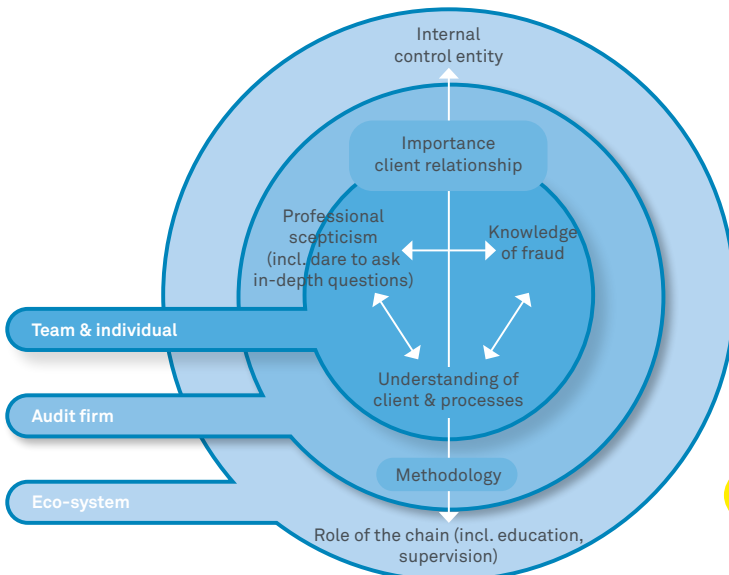 Internal
control entity
Importance
client relationship
Professional
scepticism
(incl. dare to ask
in-depth questions)
Knowledge
of fraud
Team & individual
Understanding of
client & processes
Audit firm
Methodology
Eco-system
Role of the chain (incl. education,
supervision)